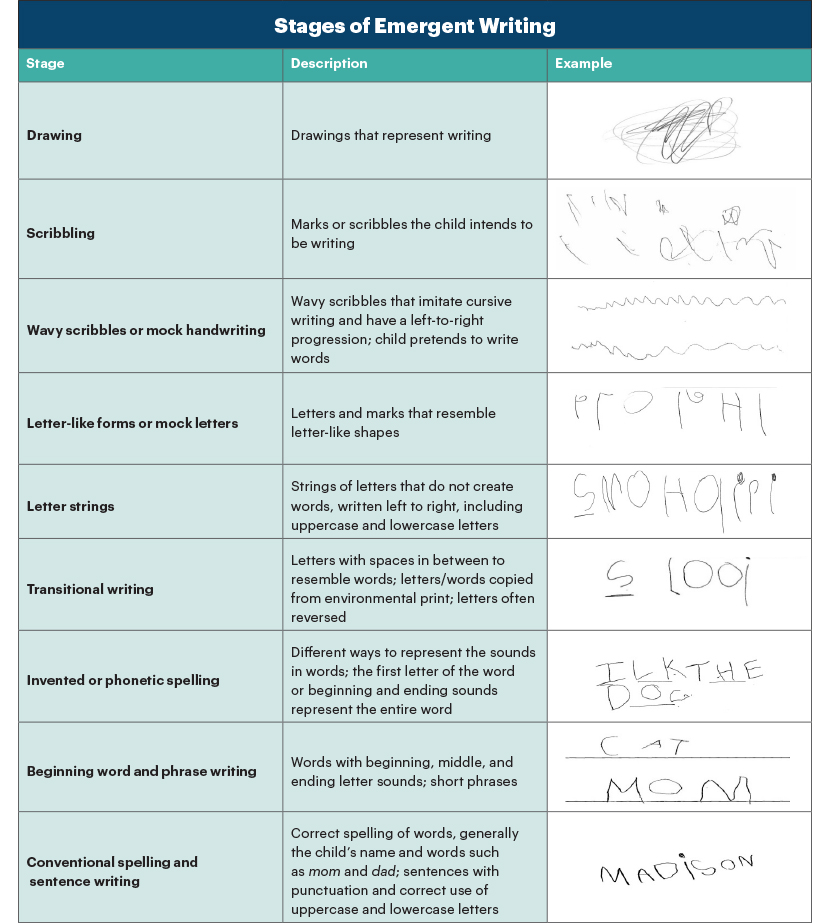 Stages of Emergent Writing
Stage Description Example
Drawing
Drawings that represent writing
Scribbling
Marks or scribbles the child intends to
be writing
Wavy scribbles or mock handwriting
Wavy scribbles that imitate cursive
writing and have a left-to-right
progression; child pretends to write
words
Letter-like forms or mock letters
Letters and marks that resemble
letter-like shapes
Letter strings
Strings of letters that do not create
words, written left to right, including
uppercase and lowercase letters
Transitional writing
Letters with spaces in between to
resemble words; letters/words copied
from environmental print; letters often
reversed
Invented or phonetic spelling
Different ways to represent the sounds
in words; the first letter of the word
or beginning and ending sounds
represent the entire word
I LK THE
DOG
Beginning word and phrase writing
Words with beginning, middle, and
ending letter sounds; short phrases
CAT
MOM
Conventional spelling and
sentence writing
Correct spelling of words, generally
the child's name and words such
as mom and dad; sentences with
punctuation and correct use of
uppercase and lowercase letters
MADiSON